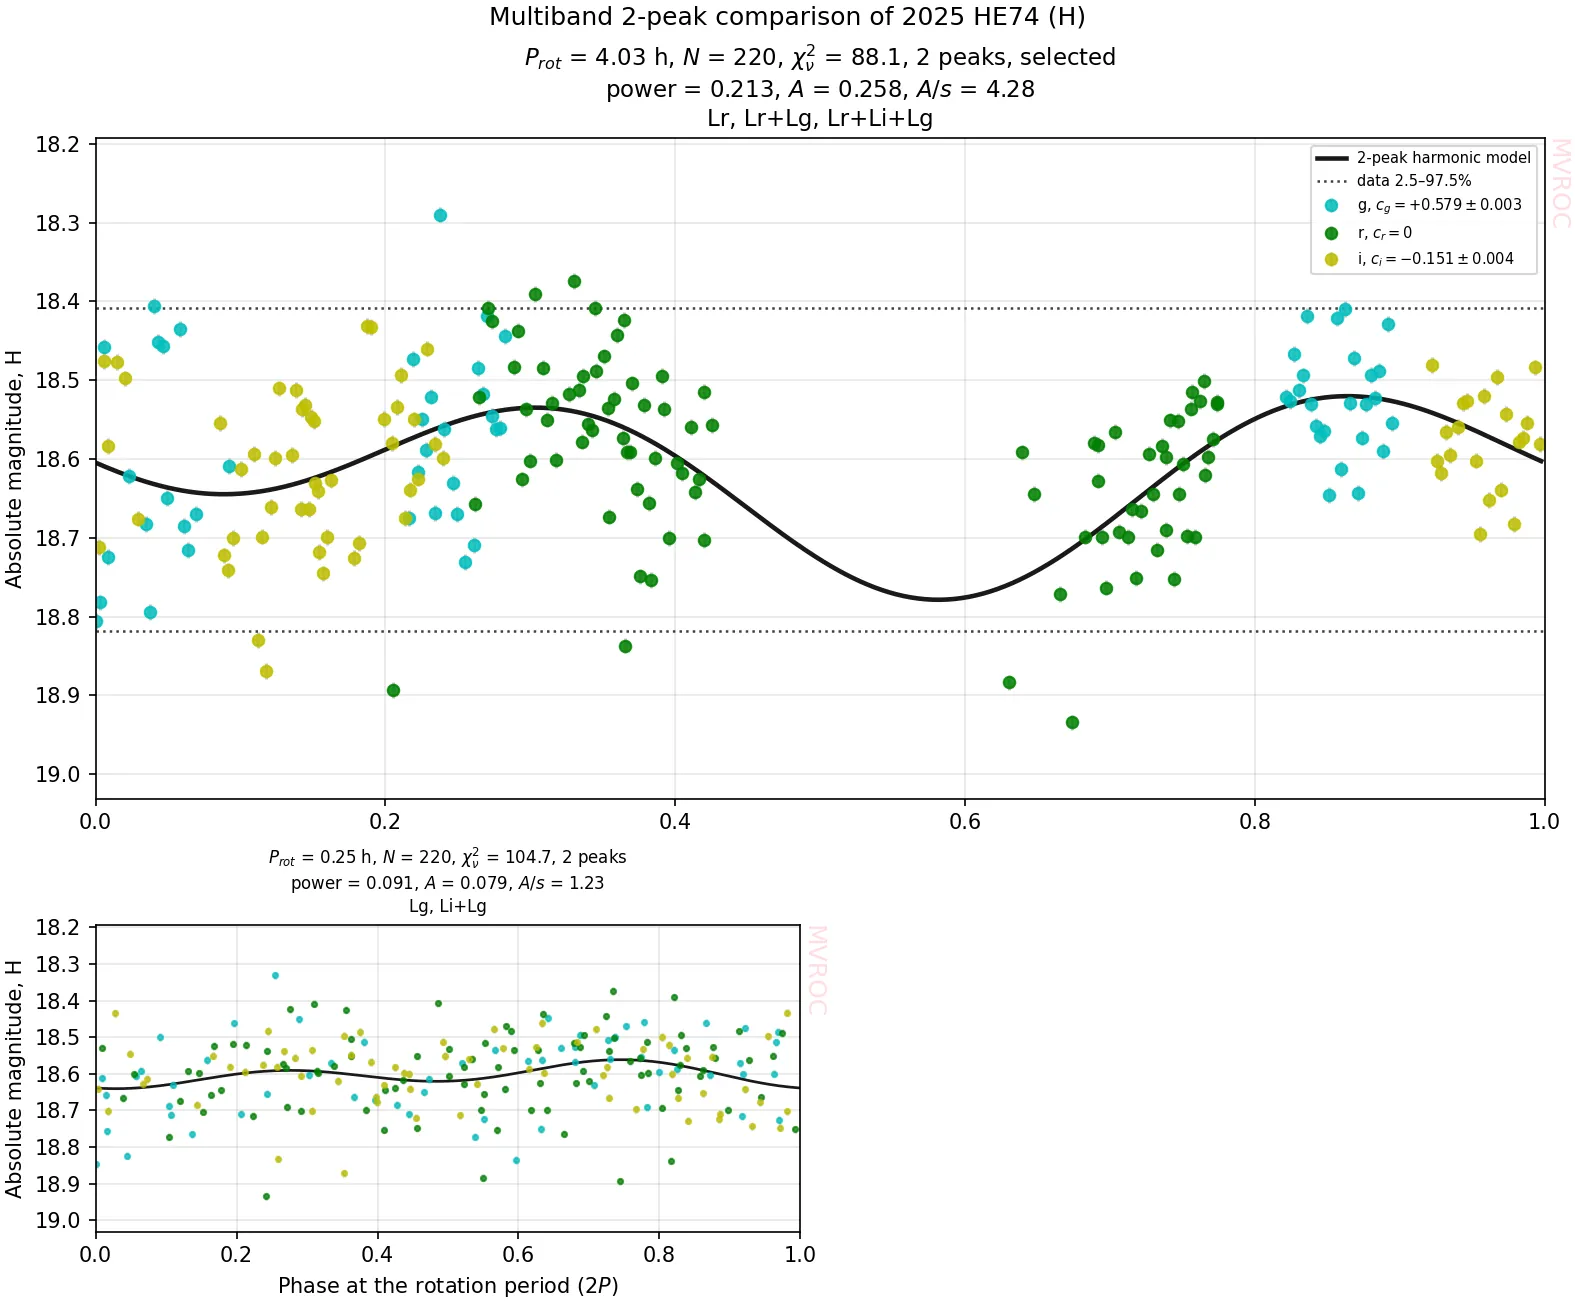 Multiband 2-peak comparison of 2025 HE74 (H)
P_rot = 4.03 h, N = 220, χ²_ν = 88.1, 2 peaks, selected
power = 0.213, A = 0.258, A/s = 4.28
Lr, Lr+Lg, Lr+Li+Lg
MVROC
2-peak harmonic model
data 2.5–97.5%
g, c_g = +0.579 ± 0.003
r, c_r = 0
i, c_i = −0.151 ± 0.004
Absolute magnitude, H
18.2
18.3
18.4
18.5
18.6
18.7
18.8
18.9
19.0
0.0 0.2 0.4 0.6 0.8 1.0
P_rot = 0.25 h, N = 220, χ²_ν = 104.7, 2 peaks
power = 0.091, A = 0.079, A/s = 1.23
Lg, Li+Lg
MVROC
Absolute magnitude, H
18.2
18.3
18.4
18.5
18.6
18.7
18.8
18.9
19.0
0.0 0.2 0.4 0.6 0.8 1.0
Phase at the rotation period (2P)